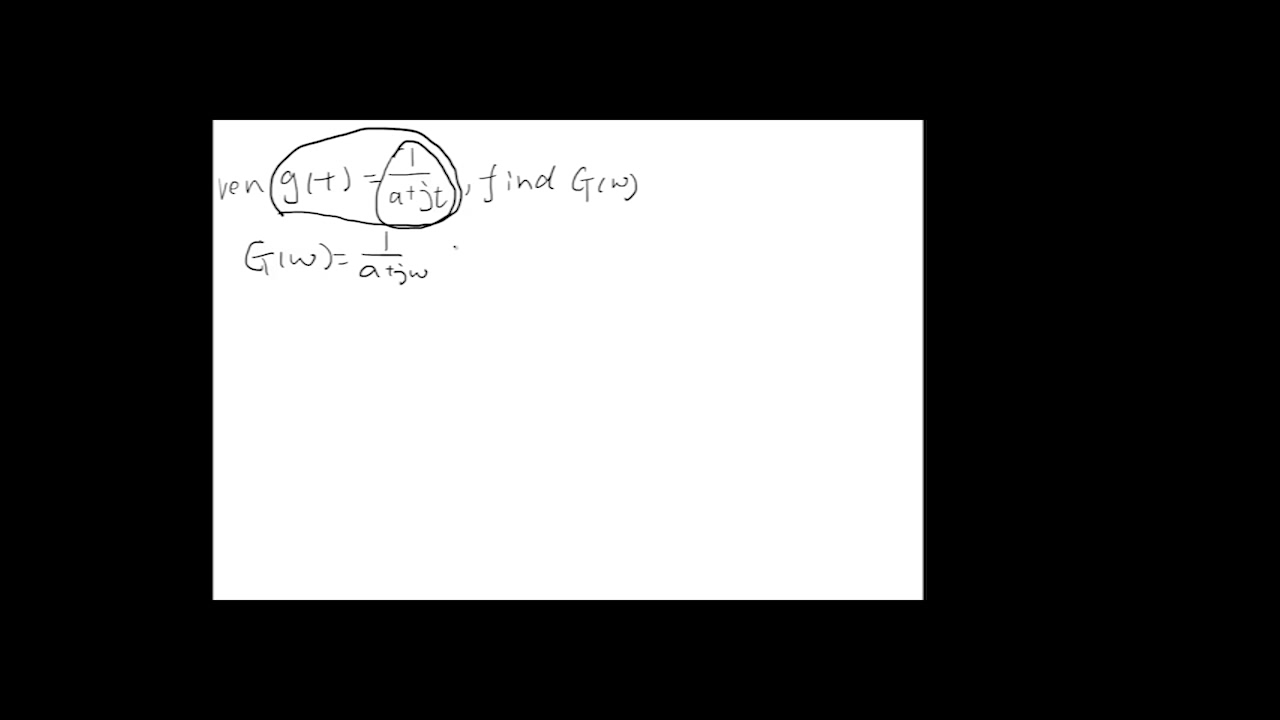 ven g(t) = 1/(a+jt), find G(w)
G(w) = 1/(a+jw)